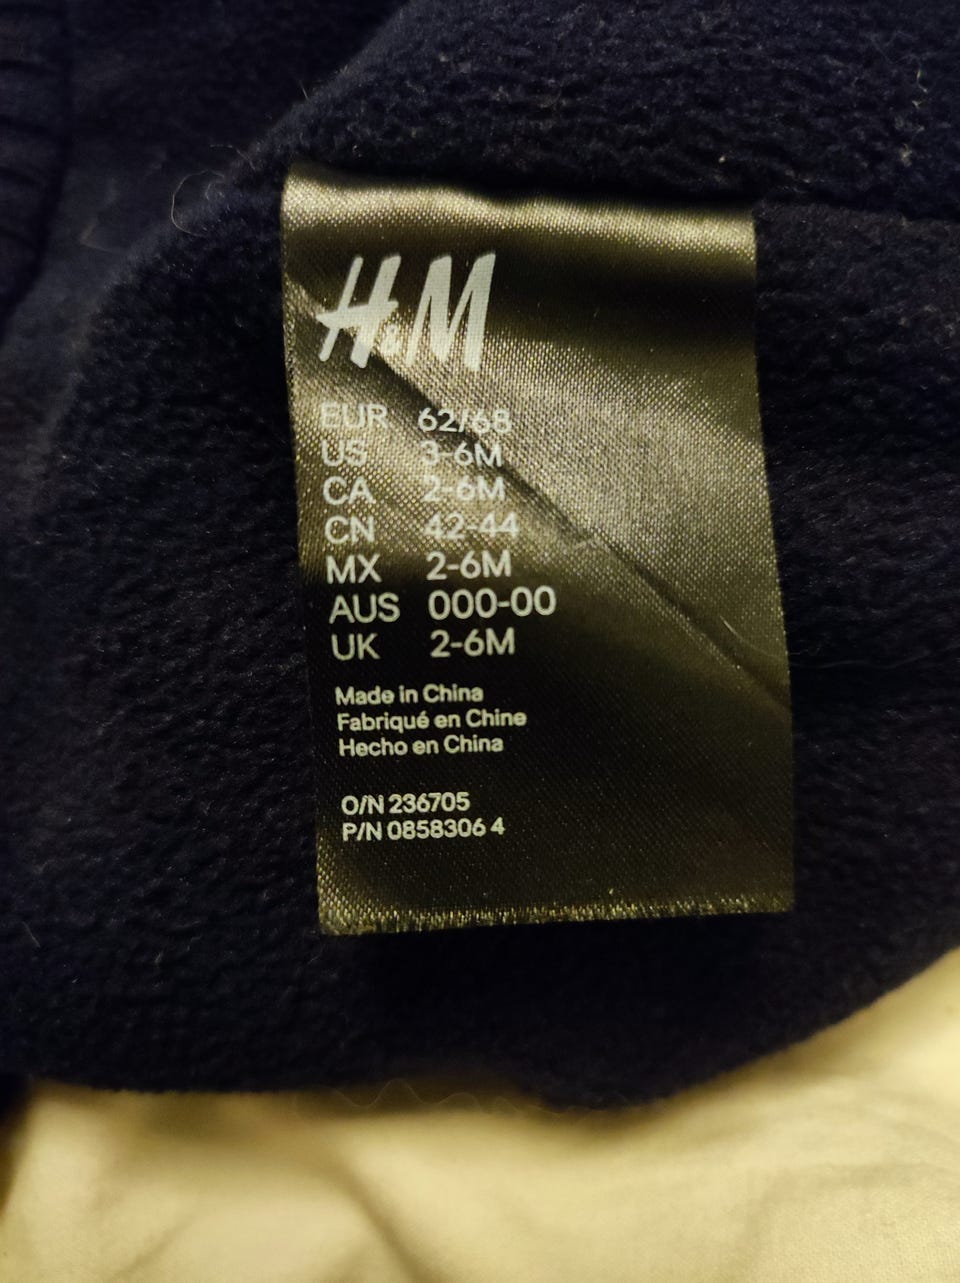 H&M
EUR 62/68
US 3-6M
CA 2-6M
CN 42-44
MX 2-6M
AUS 000-00
UK 2-6M
Made in China
Fabriqué en Chine
Hecho en China
O/N 236705
P/N 0858306 4